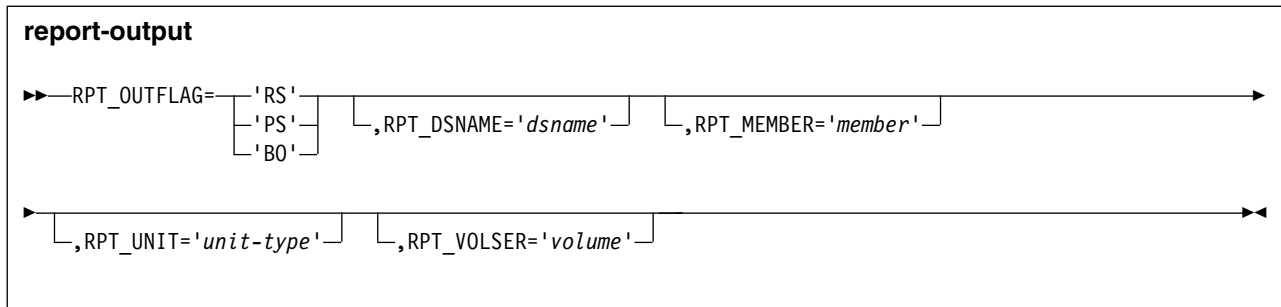 report-output
RPT_OUTFLAG= 'RS'
'PS'
'BO'
,RPT_DSNAME='dsname'
,RPT_MEMBER='member'
,RPT_UNIT='unit-type'
,RPT_VOLSER='volume'